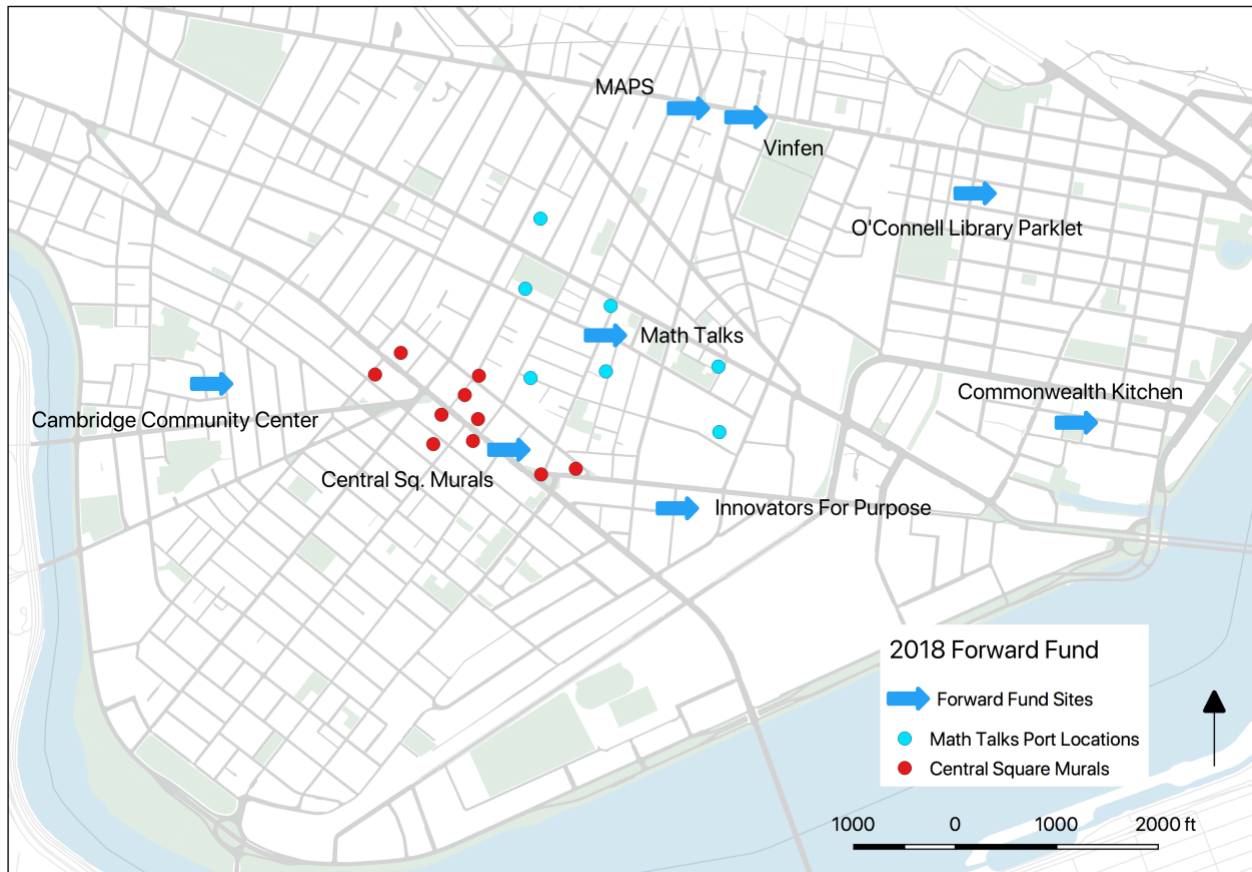 MAPS
Vinfen
O'Connell Library Parklet
Math Talks
Commonwealth Kitchen
Cambridge Community Center
Central Sq. Murals
Innovators For Purpose
2018 Forward Fund
Forward Fund Sites
Math Talks Port Locations
Central Square Murals
1000 0 1000 2000 ft